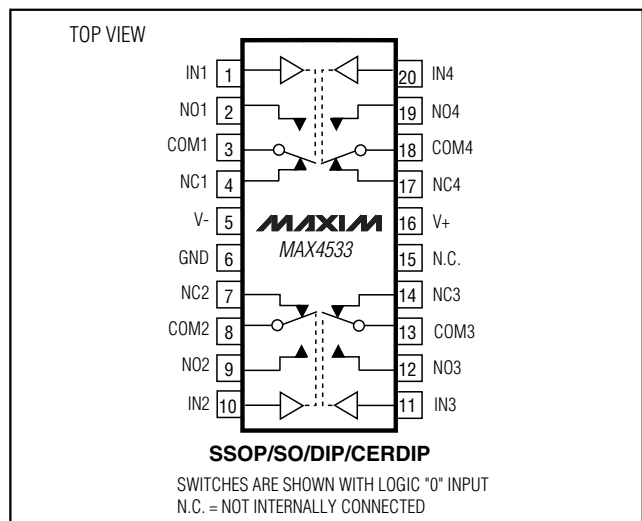 TOP VIEW
IN1 1 20 IN4
NO1 2 19 NO4
COM1 3 18 COM4
NC1 4 17 NC4
V- 5 MAXIM 16 V+
GND 6 MAX4533 15 N.C.
NC2 7 14 NC3
COM2 8 13 COM3
NO2 9 12 NO3
IN2 10 11 IN3
SSOP/SO/DIP/CERDIP
SWITCHES ARE SHOWN WITH LOGIC "0" INPUT
N.C. = NOT INTERNALLY CONNECTED